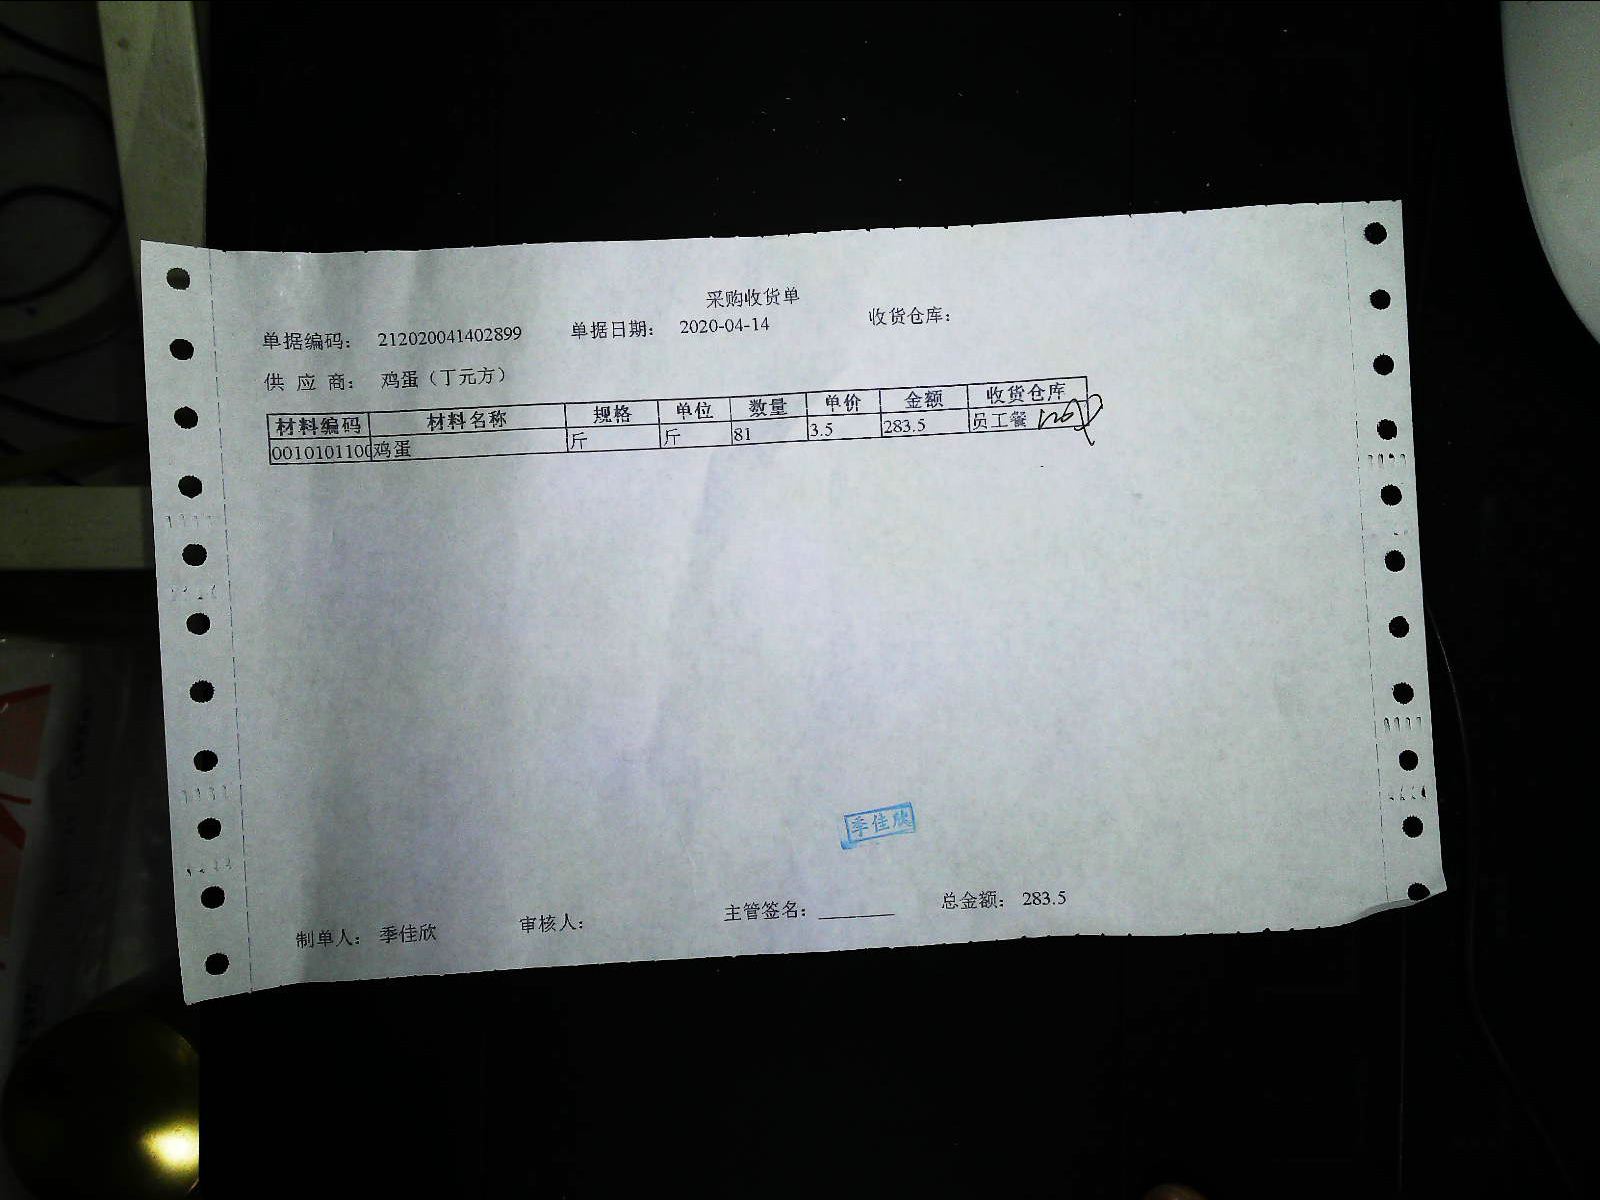 采购收货单
单据编码: 212020041402899 单据日期: 2020-04-14 收货仓库:
供 应 商: 鸡蛋（丁元方）
材料编码 材料名称 规格 单位 数量 单价 金额 收货仓库
0010101100 鸡蛋 斤 斤 81 3.5 283.5 员工餐
季佳欣
制单人: 季佳欣 审核人: 主管签名: ________ 总金额: 283.5